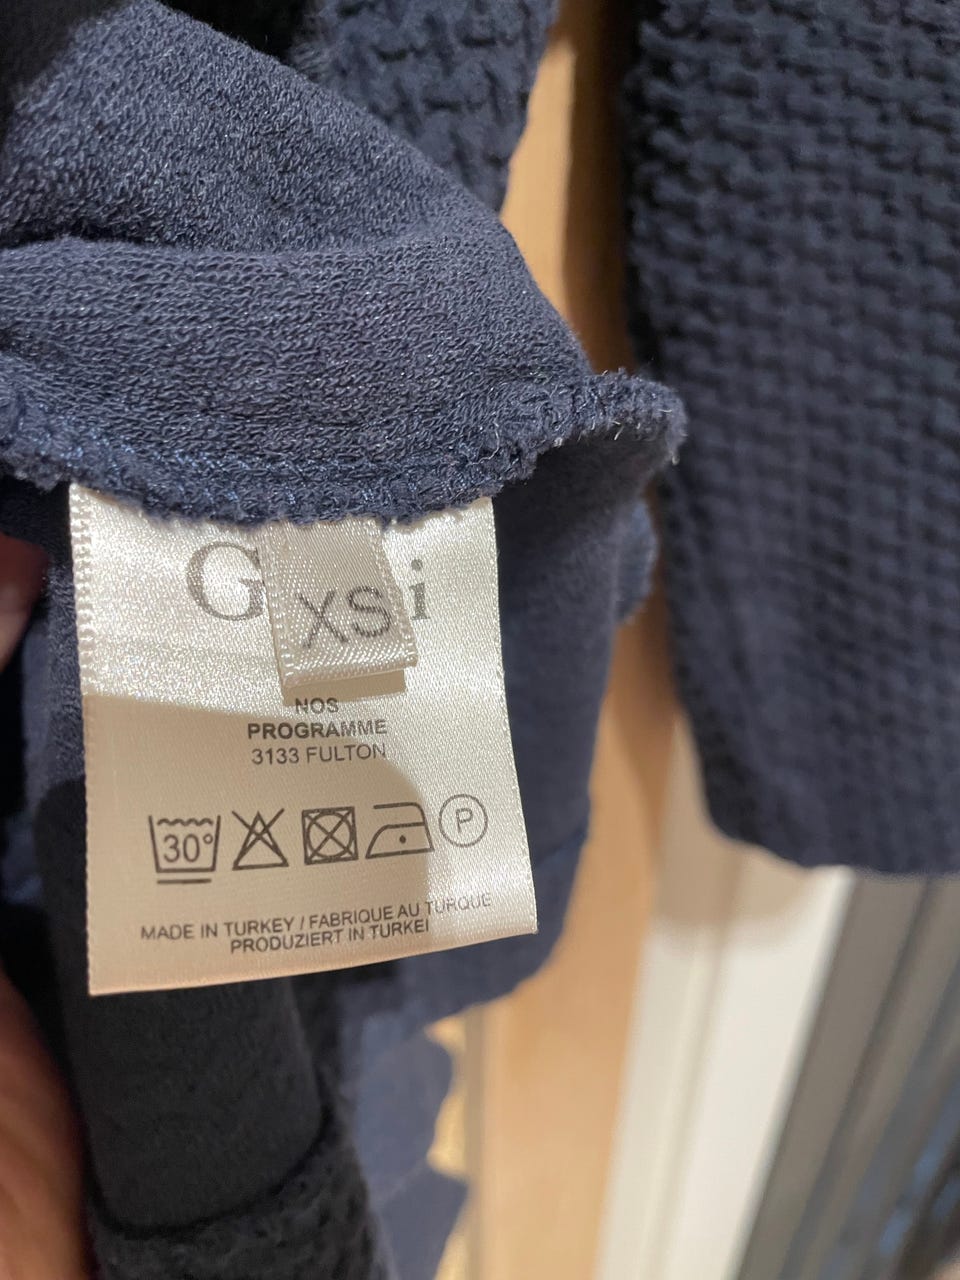 XS
NOS
PROGRAMME
3133 FULTON
30°
P
MADE IN TURKEY / FABRIQUE AU TURQUE
PRODUZIERT IN TURKEI